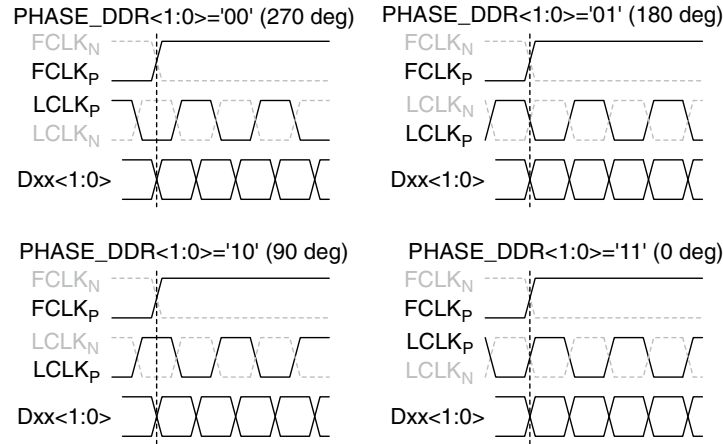 PHASE_DDR<1:0>='00' (270 deg)
FCLKN
FCLKP
LCLKP
LCLKN
Dxx<1:0>
PHASE_DDR<1:0>='01' (180 deg)
FCLKN
FCLKP
LCLKN
LCLKP
Dxx<1:0>
PHASE_DDR<1:0>='10' (90 deg)
FCLKN
FCLKP
LCLKN
LCLKP
Dxx<1:0>
PHASE_DDR<1:0>='11' (0 deg)
FCLKN
FCLKP
LCLKP
LCLKN
Dxx<1:0>